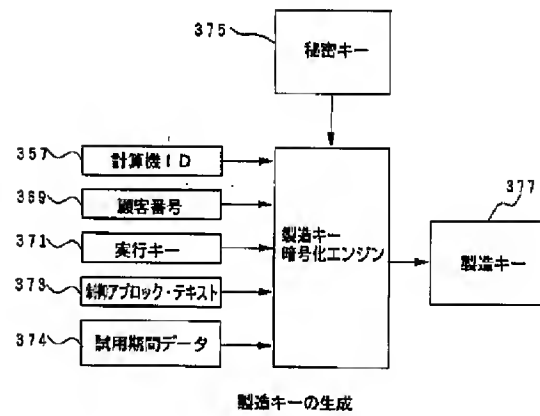 375
秘密キー
357
計算機ID
369
顧客番号
371
実行キー
373
制御アブロック・テキスト
374
試用期間データ
製造キー
暗号化エンジン
377
製造キー
製造キーの生成